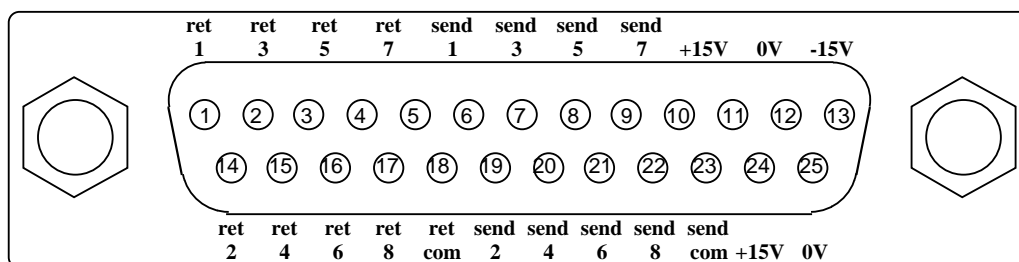 ret ret ret ret send send send send
1 3 5 7 1 3 5 7 +15V 0V -15V
1 2 3 4 5 6 7 8 9 10 11 12 13
14 15 16 17 18 19 20 21 22 23 24 25
ret ret ret ret ret send send send send send
2 4 6 8 com 2 4 6 8 com +15V 0V